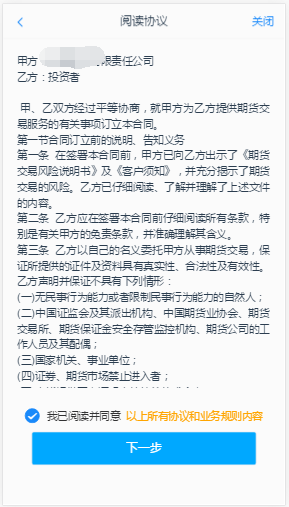 阅读协议
关闭
甲方 限责任公司
乙方：投资者
甲、乙双方经过平等协商，就甲方为乙方提供期货交
易服务的有关事项订立本合同。
第一节合同订立前的说明、告知义务
第一条 在签署本合同前，甲方已向乙方出示了《期货
交易风险说明书》及《客户须知》，并充分揭示了期货
交易的风险。乙方已仔细阅读、了解并理解了上述文件
的内容。
第二条 乙方应在签署本合同前仔细阅读所有条款，特
别是有关甲方的免责条款，并准确理解其含义。
第三条 乙方以自己的名义委托甲方从事期货交易，保
证所提供的证件及资料具有真实性、合法性及有效性。
乙方声明并保证不具有下列情形：
(一)无民事行为能力或者限制民事行为能力的自然人；
(二)中国证监会及其派出机构、中国期货业协会、期货
交易所、期货保证金安全存管监控机构、期货公司的工
作人员及其配偶；
(三)国家机关、事业单位；
(四)证券、期货市场禁止进入者；
我已阅读并同意 以上所有协议和业务规则内容
下一步